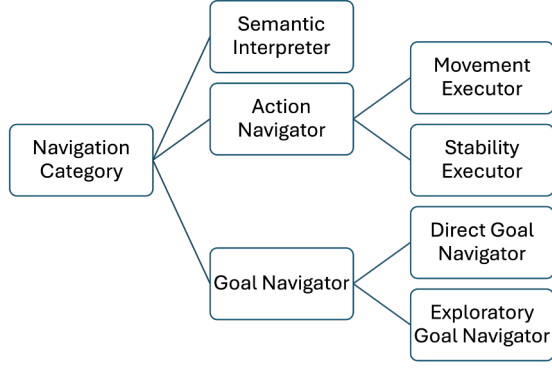 Semantic
Interpreter
Movement
Executor
Action
Navigator
Navigation
Category
Stability
Executor
Direct Goal
Navigator
Goal Navigator
Exploratory
Goal Navigator